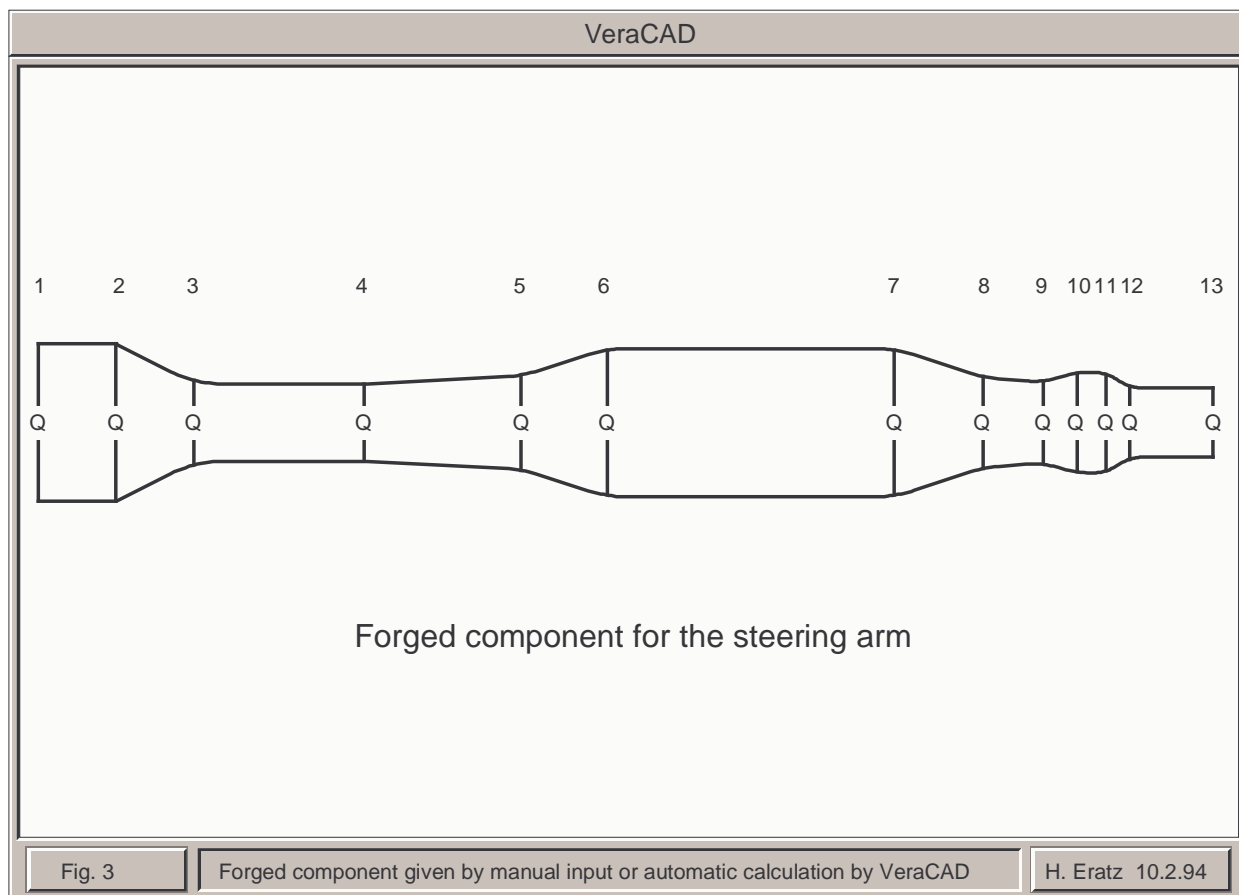 VeraCAD
1 2 3 4 5 6 7 8 9 10 11 12 13
Q Q Q Q Q Q Q Q Q Q Q Q Q
Forged component for the steering arm
Fig. 3
Forged component given by manual input or automatic calculation by VeraCAD
H. Eratz 10.2.94